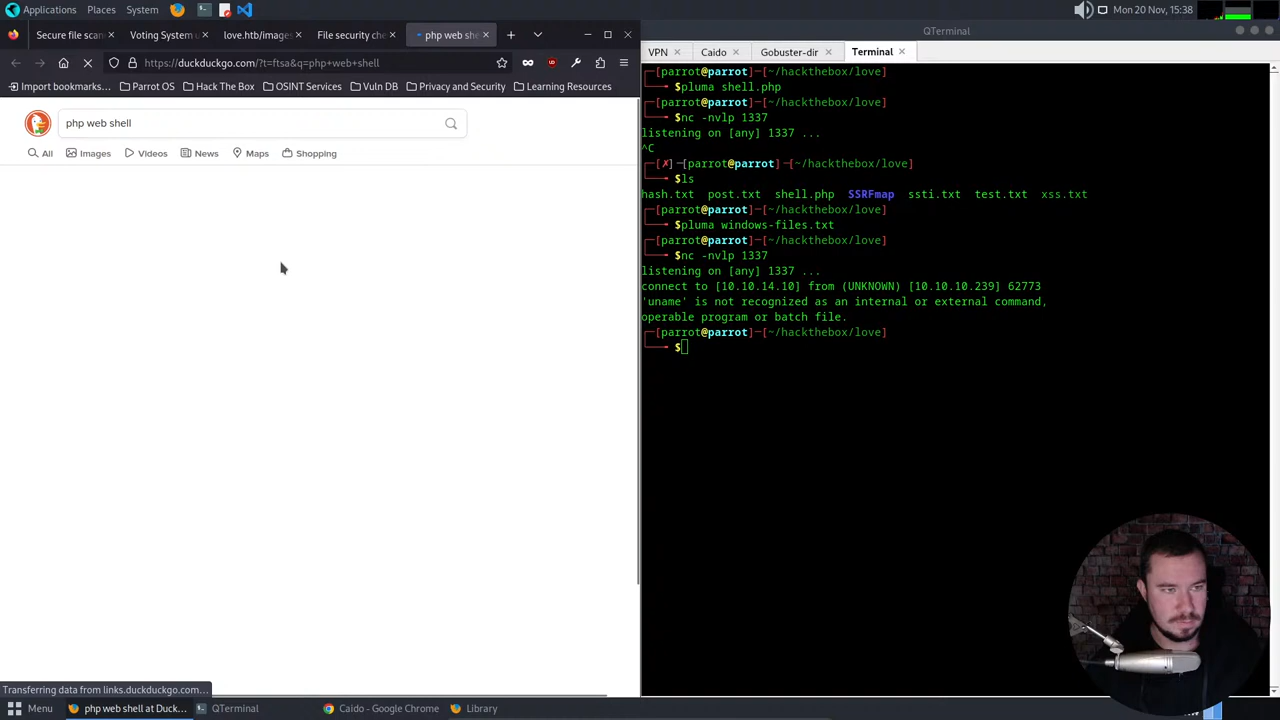 Applications Places System
Mon 20 Nov, 15:38
Secure file scan
Voting System u
love.htb/images
File security che
php web she
https://duckduckgo.com/?t=ftsa&q=php+web+shell
Import bookmarks...
Parrot OS
Hack The Box
OSINT Services
Vuln DB
Privacy and Security
Learning Resources
php web shell
All
Images
Videos
News
Maps
Shopping
Transferring data from links.duckduckgo.com...
QTerminal
VPN
Caido
Gobuster-dir
Terminal
┌─[parrot@parrot]─[~/hackthebox/love]
└──╼ $pluma shell.php
┌─[parrot@parrot]─[~/hackthebox/love]
└──╼ $nc -nvlp 1337
listening on [any] 1337 ...
^C
┌─[✗]─[parrot@parrot]─[~/hackthebox/love]
└──╼ $ls
hash.txt post.txt shell.php SSRFmap ssti.txt test.txt xss.txt
┌─[parrot@parrot]─[~/hackthebox/love]
└──╼ $pluma windows-files.txt
┌─[parrot@parrot]─[~/hackthebox/love]
└──╼ $nc -nvlp 1337
listening on [any] 1337 ...
connect to [10.10.14.10] from (UNKNOWN) [10.10.10.239] 62773
'uname' is not recognized as an internal or external command,
operable program or batch file.
┌─[parrot@parrot]─[~/hackthebox/love]
└──╼ $
Menu
php web shell at Duck...
QTerminal
Caido - Google Chrome
Library